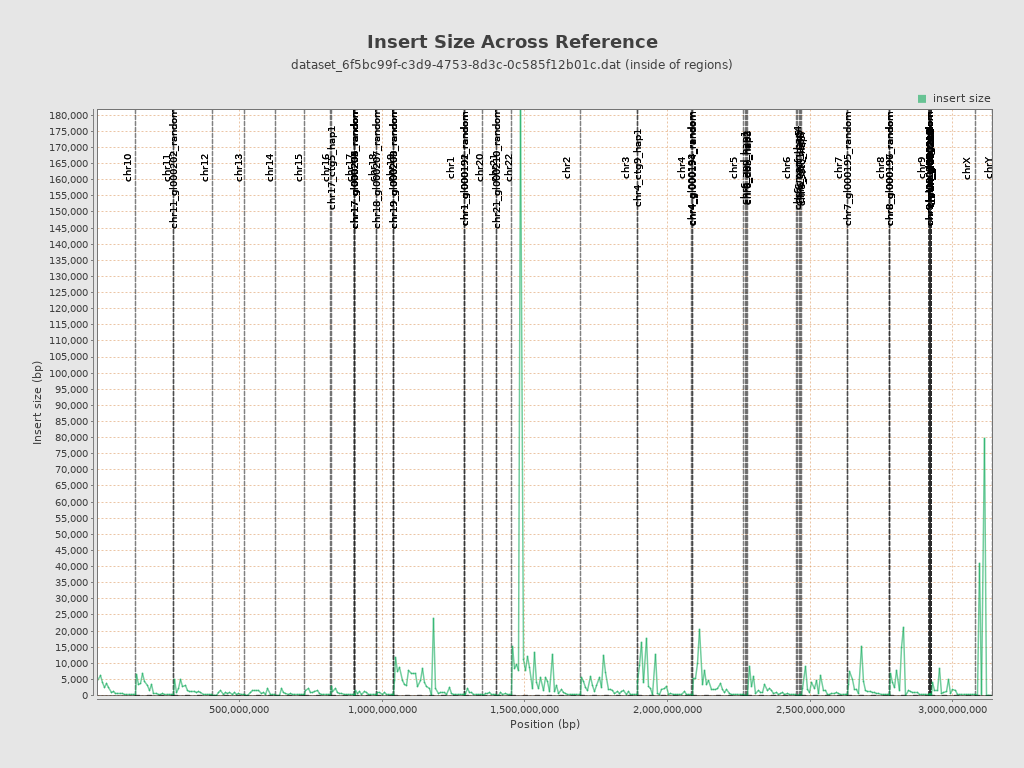 Insert Size Across Reference
dataset_6f5bc99f-c3d9-4753-8d3c-0c585f12b01c.dat (inside of regions)
insert size
180,000
175,000
170,000
165,000
160,000
155,000
150,000
145,000
140,000
135,000
130,000
125,000
120,000
115,000
110,000
105,000
100,000
95,000
90,000
85,000
80,000
75,000
70,000
65,000
60,000
55,000
50,000
45,000
40,000
35,000
30,000
25,000
20,000
15,000
10,000
5,000
0
Insert size (bp)
chr10
chr11
chr11_gl000202_random
chr12
chr13
chr14
chr15
chr16
chr17_ctg5_hap1
chr17
chr18
chr18_gl000207_random
chr1
chr1_gl000192_random
chr20
chr21
chr21_gl000210_random
chr22
chr2
chr3
chr4_ctg9_hap1
chr4
chr5
chr6
chr7
chr7_gl000195_random
chr8
chr9
chrX
chrY
500,000,000
1,000,000,000
1,500,000,000
2,000,000,000
2,500,000,000
3,000,000,000
Position (bp)